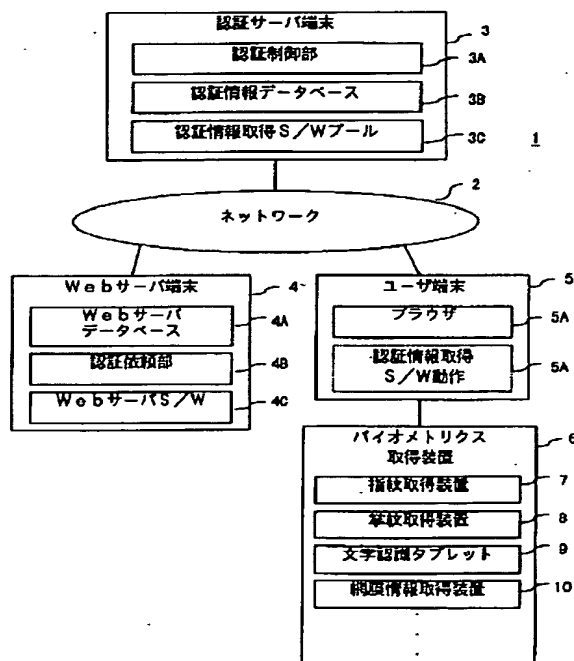 認証サーバ端末
3
認証制御部
3A
認証情報データベース
3B
認証情報取得S/Wプール
3C
1
2
ネットワーク
Webサーバ端末
4
Webサーバ
データベース
4A
認証依頼部
4B
WebサーバS/W
4C
ユーザ端末
5
ブラウザ
5A
認証情報取得
S/W動作
5A
バイオメトリクス
取得装置
6
指紋取得装置
7
掌紋取得装置
8
文字認識タブレット
9
網膜情報取得装置
10